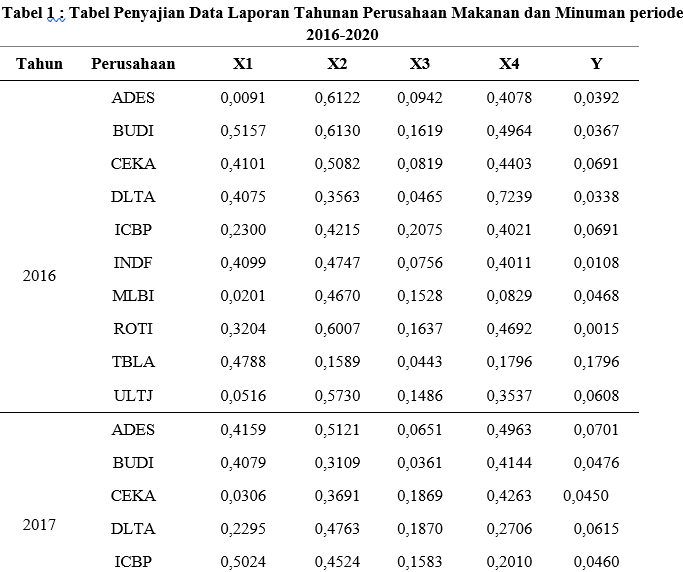 Tabel 1 : Tabel Penyajian Data Laporan Tahunan Perusahaan Makanan dan Minuman periode
2016-2020
Tahun Perusahaan X1 X2 X3 X4 Y
ADES 0,0091 0,6122 0,0942 0,4078 0,0392
BUDI 0,5157 0,6130 0,1619 0,4964 0,0367
CEKA 0,4101 0,5082 0,0819 0,4403 0,0691
DLTA 0,4075 0,3563 0,0465 0,7239 0,0338
ICBP 0,2300 0,4215 0,2075 0,4021 0,0691
2016 INDF 0,4099 0,4747 0,0756 0,4011 0,0108
MLBI 0,0201 0,4670 0,1528 0,0829 0,0468
ROTI 0,3204 0,6007 0,1637 0,4692 0,0015
TBLA 0,4788 0,1589 0,0443 0,1796 0,1796
ULTJ 0,0516 0,5730 0,1486 0,3537 0,0608
ADES 0,4159 0,5121 0,0651 0,4963 0,0701
BUDI 0,4079 0,3109 0,0361 0,4144 0,0476
CEKA 0,0306 0,3691 0,1869 0,4263 0,0450
2017 DLTA 0,2295 0,4763 0,1870 0,2706 0,0615
ICBP 0,5024 0,4524 0,1583 0,2010 0,0460